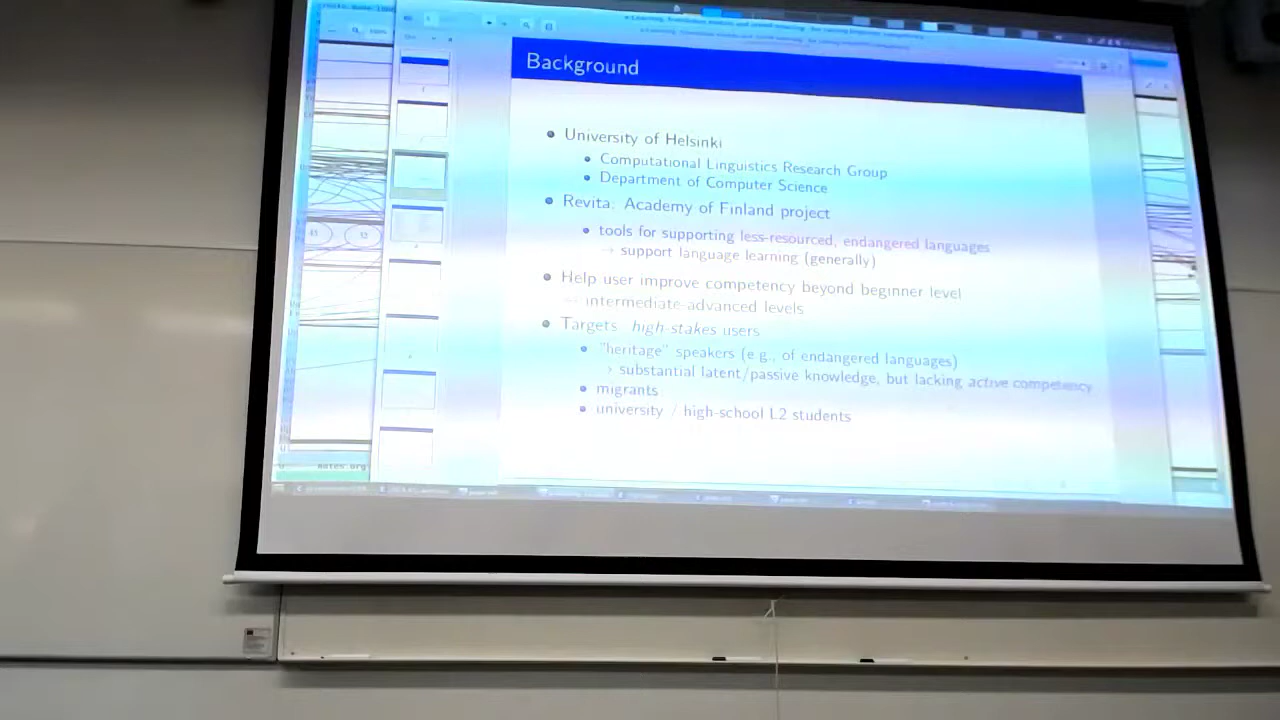 Background
University of Helsinki
Computational Linguistics Research Group
Department of Computer Science
Revita: Academy of Finland project
tools for supporting less-resourced, endangered languages
→ support language learning (generally)
Help user improve competency beyond beginner level
→ intermediate-advanced levels
Targets: high-stakes users
"heritage" speakers (e.g., of endangered languages)
→ substantial latent/passive knowledge, but lacking active competency
migrants
university / high-school L2 students